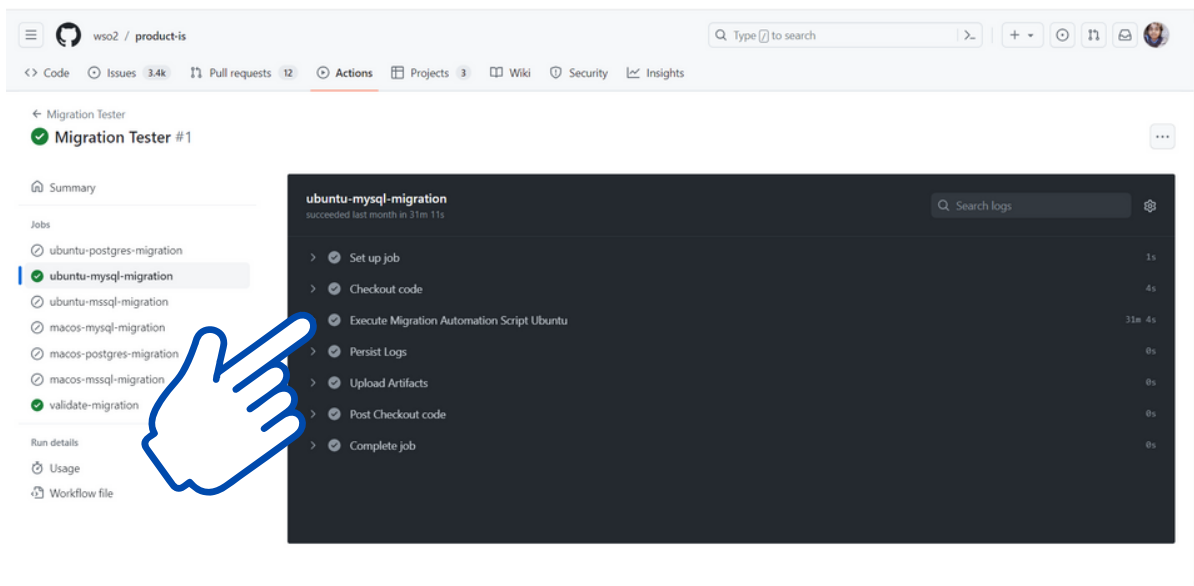 wso2 / product-is
Type / to search
Code
Issues 3.4k
Pull requests 12
Actions
Projects 3
Wiki
Security
Insights
← Migration Tester
Migration Tester #1
Summary
Jobs
ubuntu-postgres-migration
ubuntu-mysql-migration
ubuntu-mssql-migration
macos-mysql-migration
macos-postgres-migration
macos-mssql-migration
validate-migration
Run details
Usage
Workflow file
ubuntu-mysql-migration
succeeded last month in 31m 11s
Search logs
Set up job 1s
Checkout code 4s
Execute Migration Automation Script Ubuntu 31m 4s
Persist Logs 0s
Upload Artifacts 0s
Post Checkout code 0s
Complete job 0s